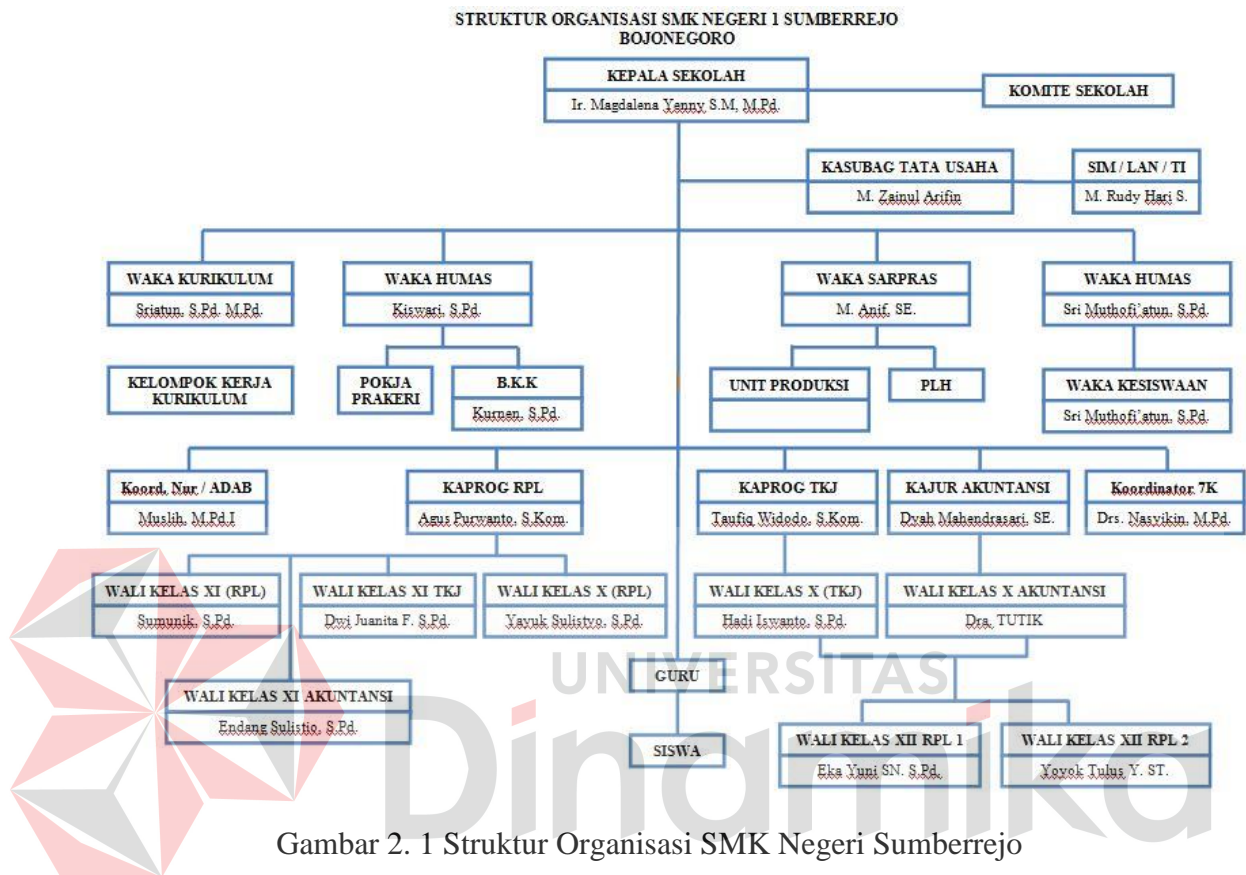 STRUKTUR ORGANISASI SMK NEGERI 1 SUMBERREJO
BOJONEGORO
KEPALA SEKOLAH
Ir. Magdalena Yenny S.M, M.Pd.
KOMITE SEKOLAH
KASUBAG TATA USAHA
M. Zainul Arifin
SIM / LAN / TI
M. Rudy Hari S.
WAKA KURIKULUM
Sriatun, S.Pd. M.Pd.
WAKA HUMAS
Kiswari, S.Pd.
WAKA SARPRAS
M. Anif, SE.
WAKA HUMAS
Sri Muthofi'atun, S.Pd.
KELOMPOK KERJA
KURIKULUM
POKJA
PRAKERI
B.K.K
Kurnen, S.Pd.
UNIT PRODUKSI
PLH
WAKA KESISWAAN
Sri Muthofi'atun, S.Pd.
Koord, Nur / ADAB
Muslih, M.Pd.I
KAPROG RPL
Agus Purwanto, S.Kom.
KAPROG TKJ
Taufiq Widodo, S.Kom.
KAJUR AKUNTANSI
Dyah Mahendrasari, SE.
Koordinator 7K
Drs. Nasyikin, M.Pd.
WALI KELAS XI (RPL)
Sumunik, S.Pd.
WALI KELAS XI TKJ
Dwi Juanita F. S.Pd.
WALI KELAS X (RPL)
Yayuk Sulistyo, S.Pd.
WALI KELAS X (TKJ)
Hadi Iswanto, S.Pd.
WALI KELAS X AKUNTANSI
Dra, TUTIK
UNIVERSITAS
Dinamika
GURU
WALI KELAS XI AKUNTANSI
Endang Sulistio, S.Pd.
SISWA
WALI KELAS XII RPL 1
Eka Yuni SN. S.Pd,
WALI KELAS XII RPL 2
Yoyok Tulus Y. ST.
Gambar 2. 1 Struktur Organisasi SMK Negeri Sumberrejo